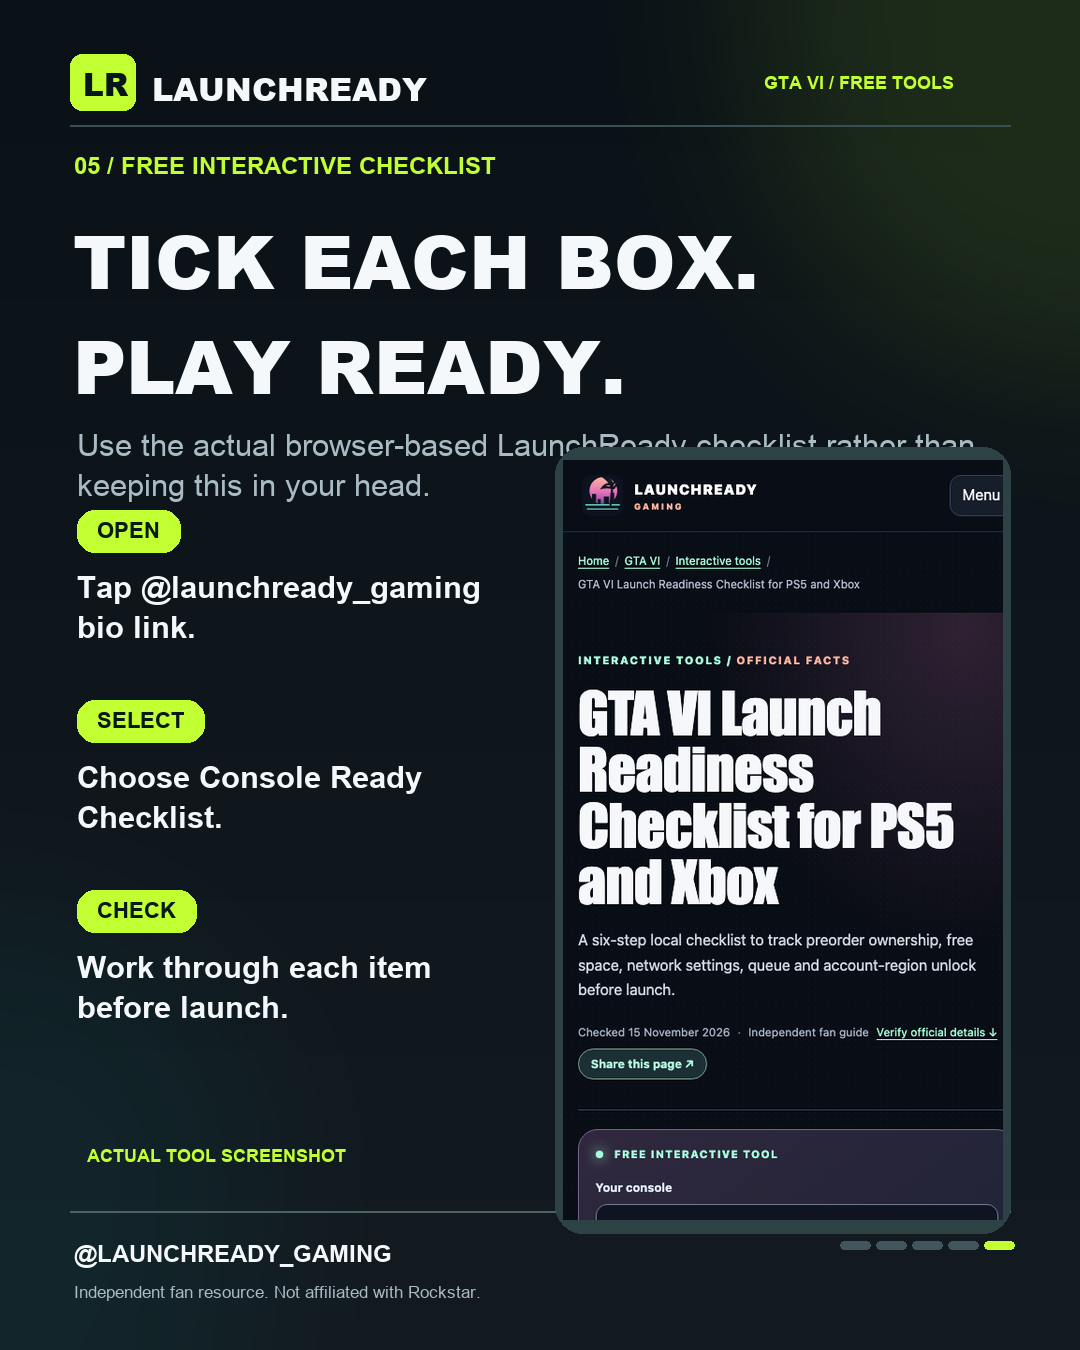 LR LAUNCHREADY
GTA VI / FREE TOOLS
05 / FREE INTERACTIVE CHECKLIST
TICK EACH BOX.
PLAY READY.
Use the actual browser-based LaunchReady checklist rather than
keeping this in your head.
OPEN
Tap @launchready_gaming
bio link.
SELECT
Choose Console Ready
Checklist.
CHECK
Work through each item
before launch.
ACTUAL TOOL SCREENSHOT
LAUNCHREADY
GAMING
Menu
Home / GTA VI / Interactive tools /
GTA VI Launch Readiness Checklist for PS5 and Xbox
INTERACTIVE TOOLS / OFFICIAL FACTS
GTA VI Launch
Readiness
Checklist for PS5
and Xbox
A six-step local checklist to track preorder ownership, free
space, network settings, queue and account-region unlock
before launch.
Checked 15 November 2026 · Independent fan guide Verify official details ↓
Share this page ↗
FREE INTERACTIVE TOOL
Your console
@LAUNCHREADY_GAMING
Independent fan resource. Not affiliated with Rockstar.